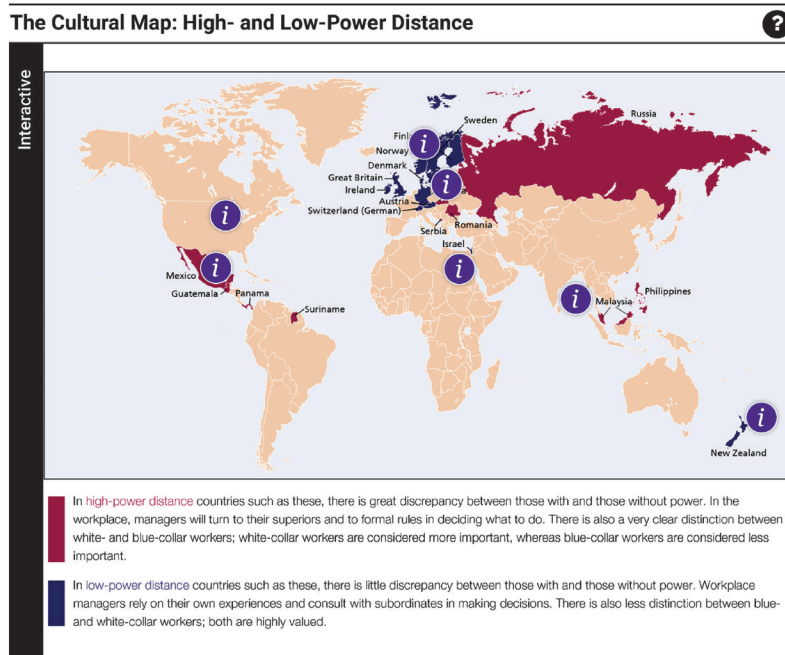 The Cultural Map: High- and Low-Power Distance
?
Interactive
Sweden
Russia
Norway
Denmark
Great Britain
Ireland
Austria
Switzerland (German)
Serbia
Romania
Israel
Mexico
Guatemala
Panama
Suriname
Philippines
Malaysia
New Zealand
i
i
i
i
i
i
i
In high-power distance countries such as these, there is great discrepancy between those with and those without power. In the
workplace, managers will turn to their superiors and to formal rules in deciding what to do. There is also a very clear distinction between
white- and blue-collar workers; white-collar workers are considered more important, whereas blue-collar workers are considered less
important.
In low-power distance countries such as these, there is little discrepancy between those with and those without power. Workplace
managers rely on their own experiences and consult with subordinates in making decisions. There is also less distinction between blue-
and white-collar workers; both are highly valued.